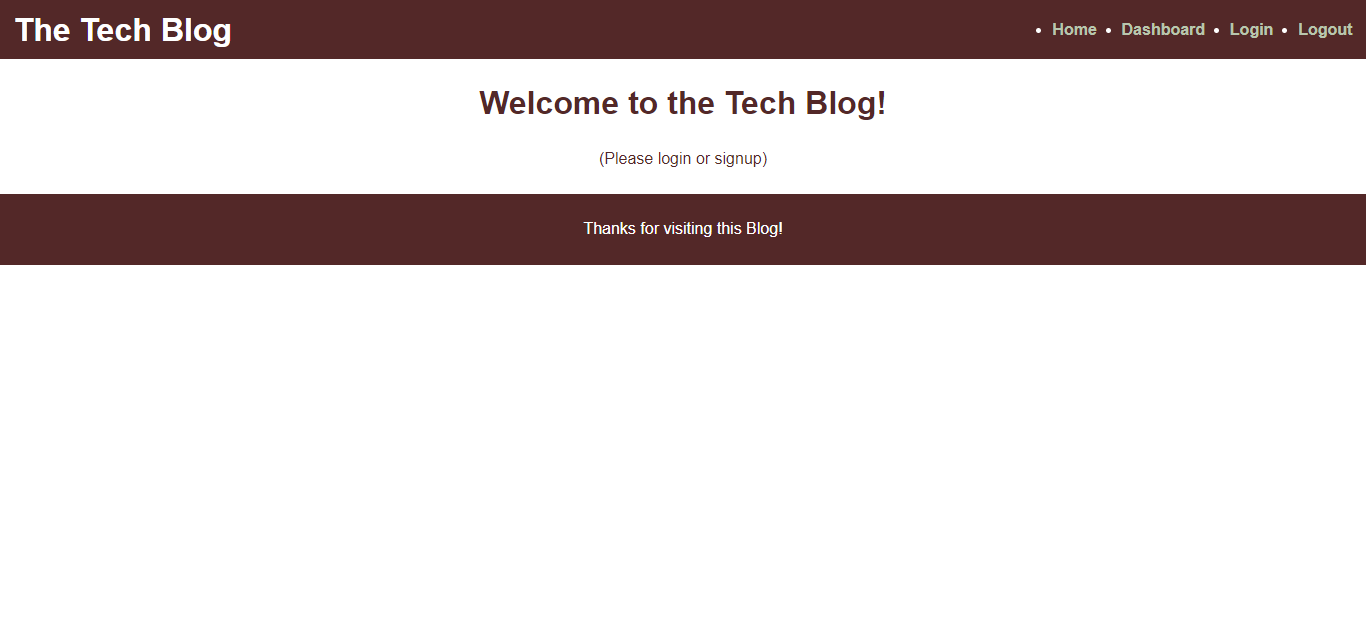 The Tech Blog
• Home • Dashboard • Login • Logout
Welcome to the Tech Blog!
(Please login or signup)
Thanks for visiting this Blog!